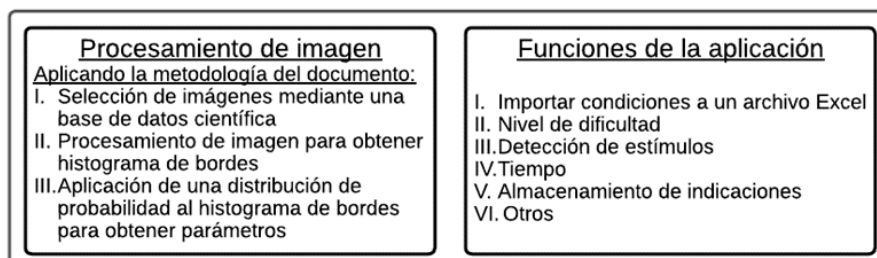 Procesamiento de imagen
Aplicando la metodología del documento:
I. Selección de imágenes mediante una
base de datos científica
II. Procesamiento de imagen para obtener
histograma de bordes
III.Aplicación de una distribución de
probabilidad al histograma de bordes
para obtener parámetros
Funciones de la aplicación
I. Importar condiciones a un archivo Excel
II. Nivel de dificultad
III.Detección de estímulos
IV.Tiempo
V. Almacenamiento de indicaciones
VI. Otros